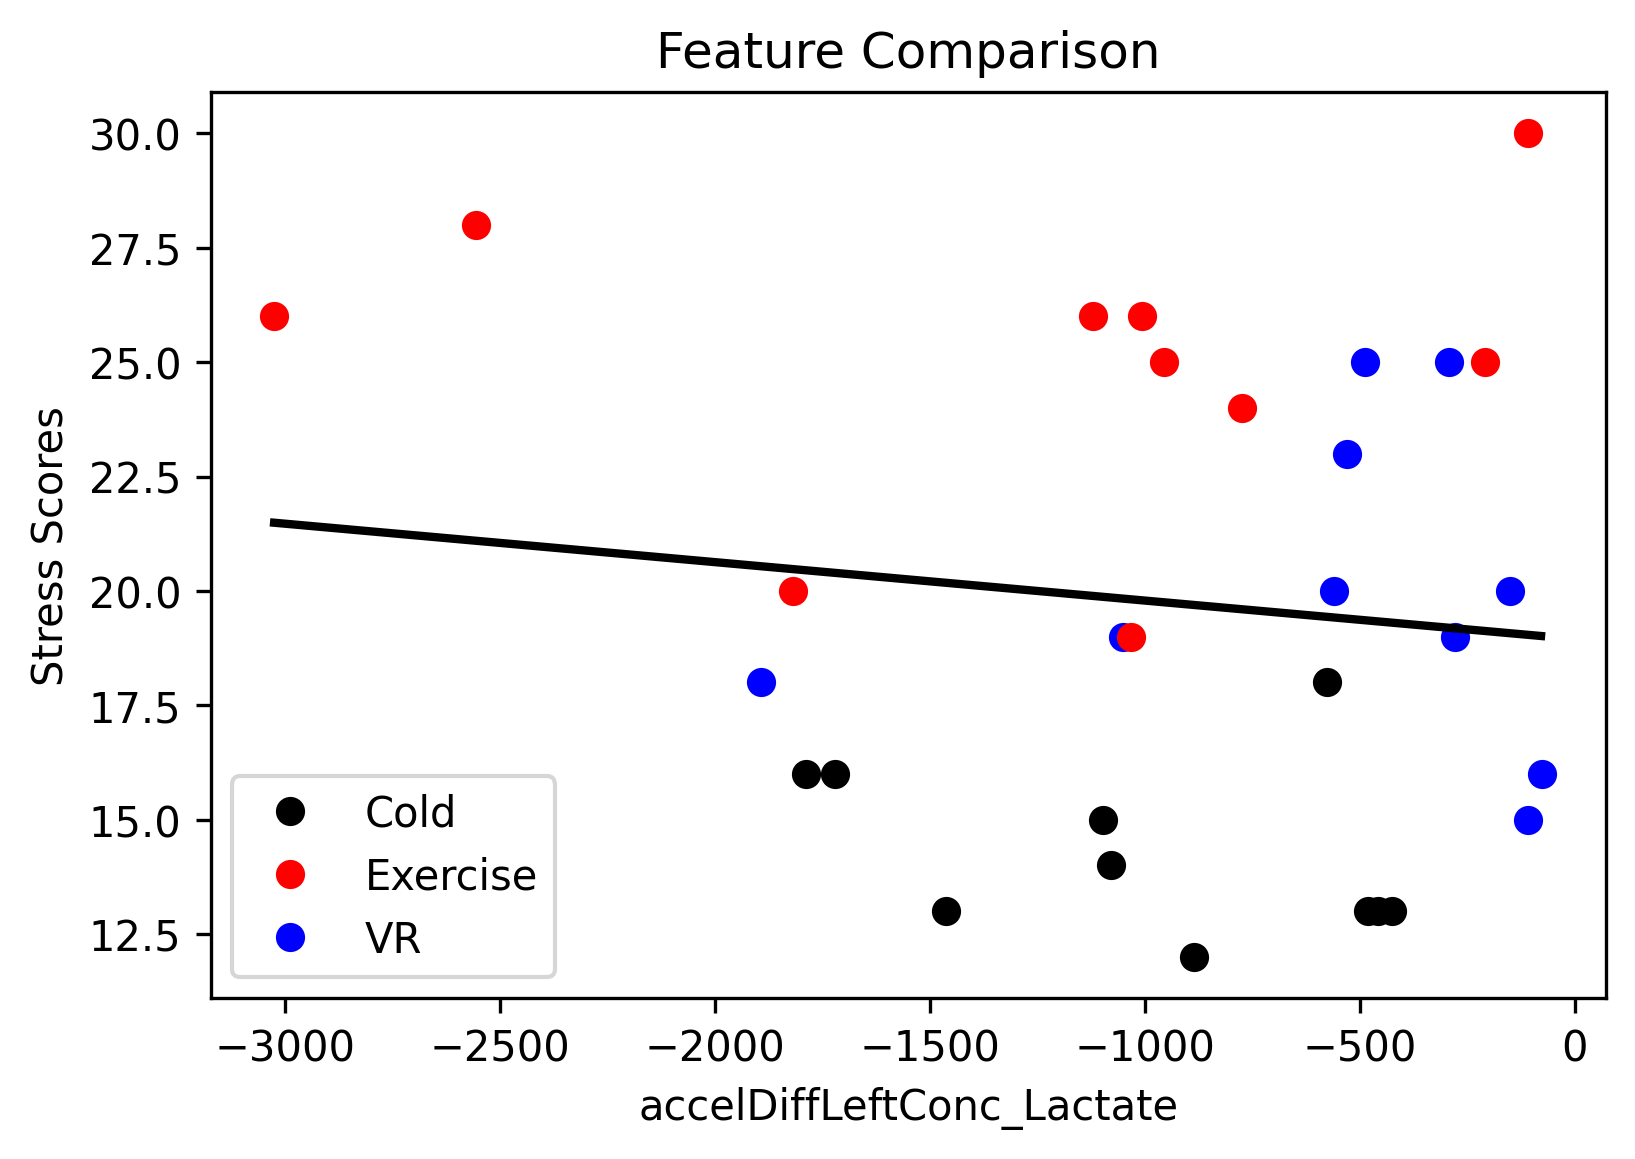 Feature Comparison
30.0
27.5
25.0
22.5
20.0
17.5
15.0
12.5
Stress Scores
Cold
Exercise
VR
−3000 −2500 −2000 −1500 −1000 −500 0
accelDiffLeftConc_Lactate